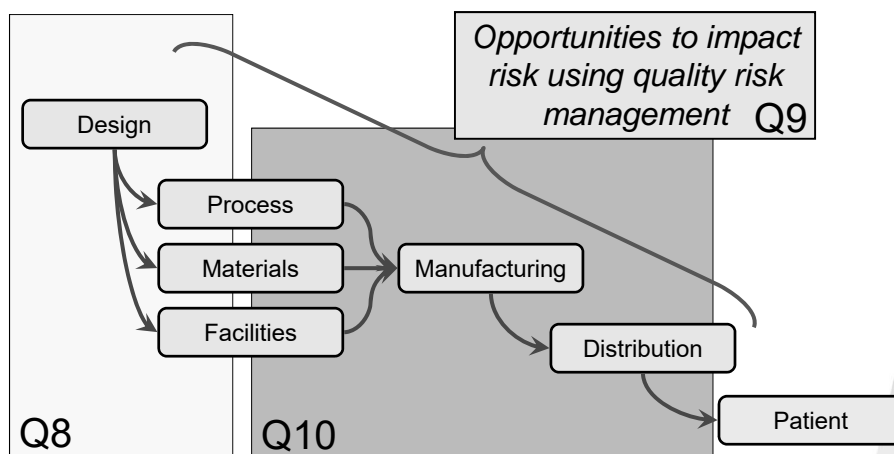 Opportunities to impact
risk using quality risk
management Q9
Design
Process
Materials
Manufacturing
Facilities
Distribution
Patient
Q8
Q10